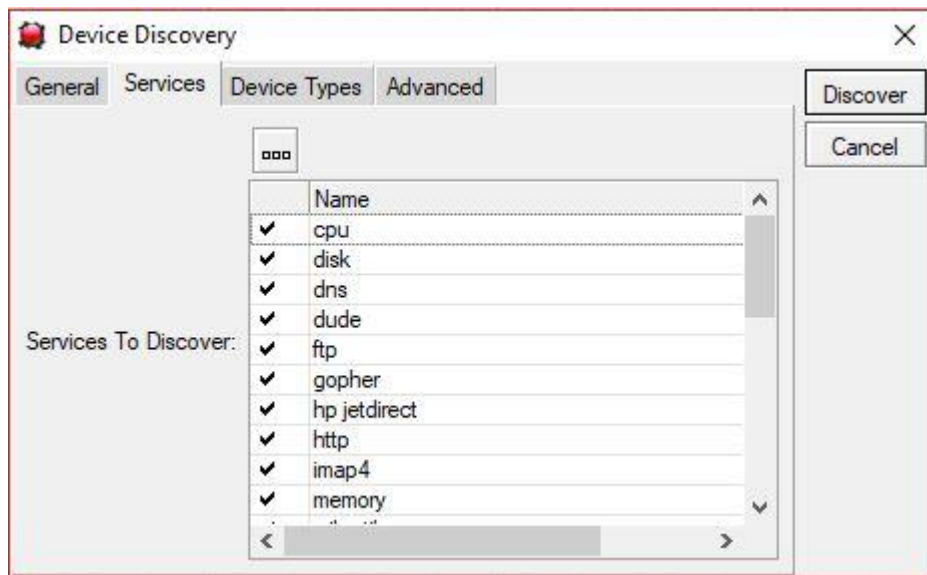 Device Discovery
General Services Device Types Advanced
Discover
Cancel
Name
cpu
disk
dns
dude
Services To Discover:
ftp
gopher
hp jetdirect
http
imap4
memory